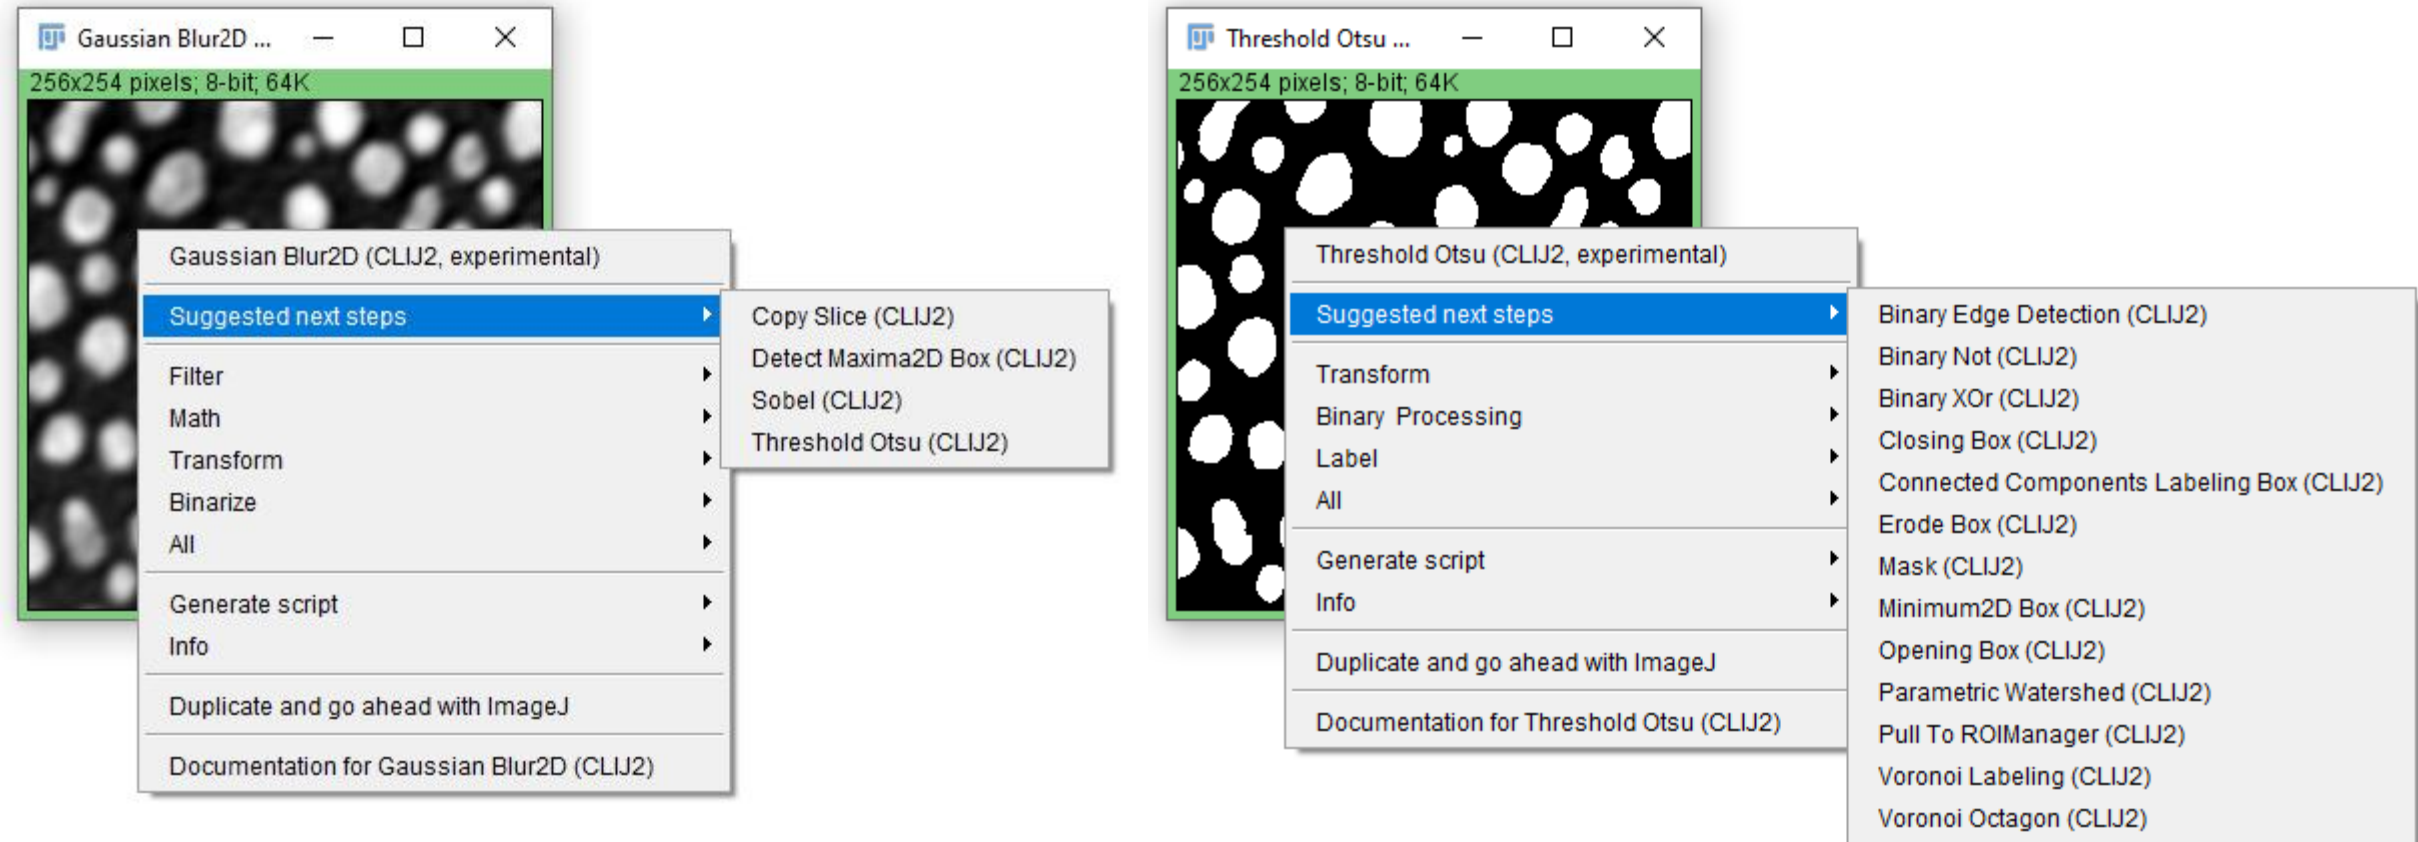 Gaussian Blur2D ...
256x254 pixels; 8-bit; 64K
Gaussian Blur2D (CLIJ2, experimental)
Suggested next steps
Filter
Math
Transform
Binarize
All
Generate script
Info
Duplicate and go ahead with ImageJ
Documentation for Gaussian Blur2D (CLIJ2)
Copy Slice (CLIJ2)
Detect Maxima2D Box (CLIJ2)
Sobel (CLIJ2)
Threshold Otsu (CLIJ2)
Threshold Otsu ...
256x254 pixels; 8-bit; 64K
Threshold Otsu (CLIJ2, experimental)
Suggested next steps
Transform
Binary Processing
Label
All
Generate script
Info
Duplicate and go ahead with ImageJ
Documentation for Threshold Otsu (CLIJ2)
Binary Edge Detection (CLIJ2)
Binary Not (CLIJ2)
Binary XOr (CLIJ2)
Closing Box (CLIJ2)
Connected Components Labeling Box (CLIJ2)
Erode Box (CLIJ2)
Mask (CLIJ2)
Minimum2D Box (CLIJ2)
Opening Box (CLIJ2)
Parametric Watershed (CLIJ2)
Pull To ROIManager (CLIJ2)
Voronoi Labeling (CLIJ2)
Voronoi Octagon (CLIJ2)